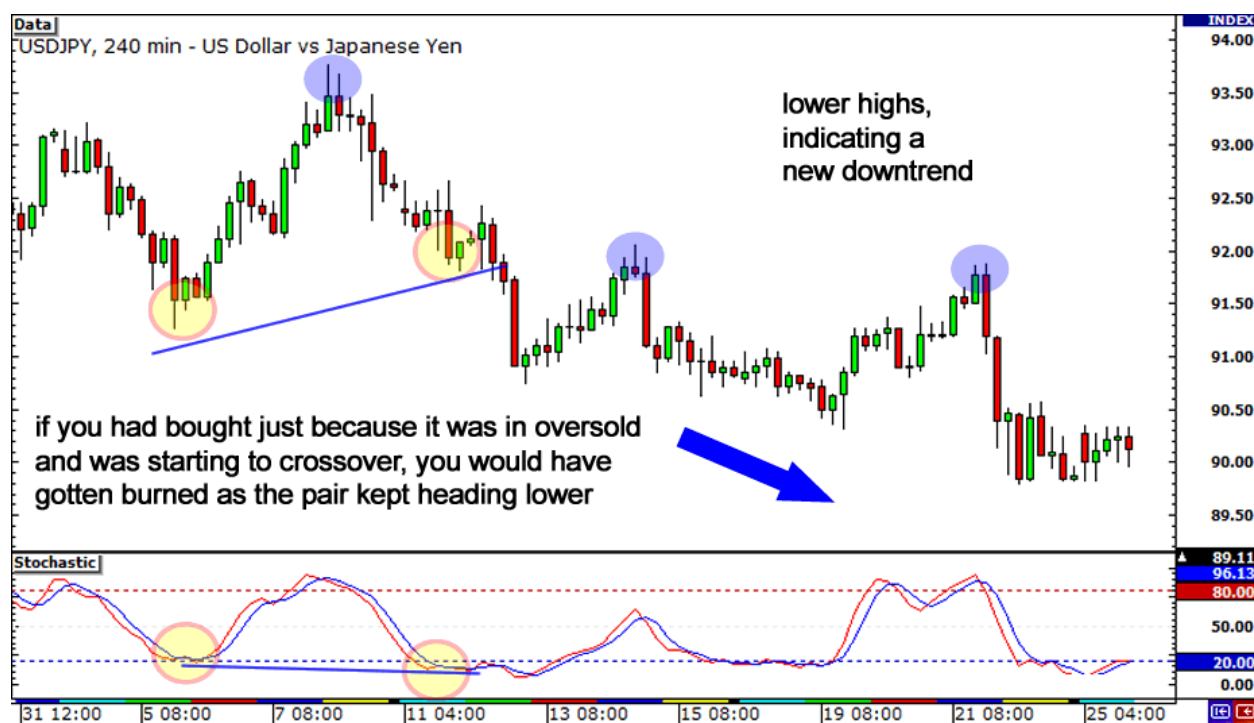 Data
INDEX
USDJPY, 240 min - US Dollar vs Japanese Yen
94.00
93.50
93.00
92.50
92.00
91.50
91.00
90.50
90.00
89.50
lower highs,
indicating a
new downtrend
if you had bought just because it was in oversold
and was starting to crossover, you would have
gotten burned as the pair kept heading lower
Stochastic
89.11
96.13
80.00
50.00
20.00
0.00
31 12:00 5 08:00 7 08:00 11 04:00 13 08:00 15 08:00 19 08:00 21 08:00 25 04:00